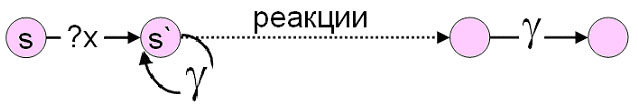 реакции
s ?x s` γ
γ